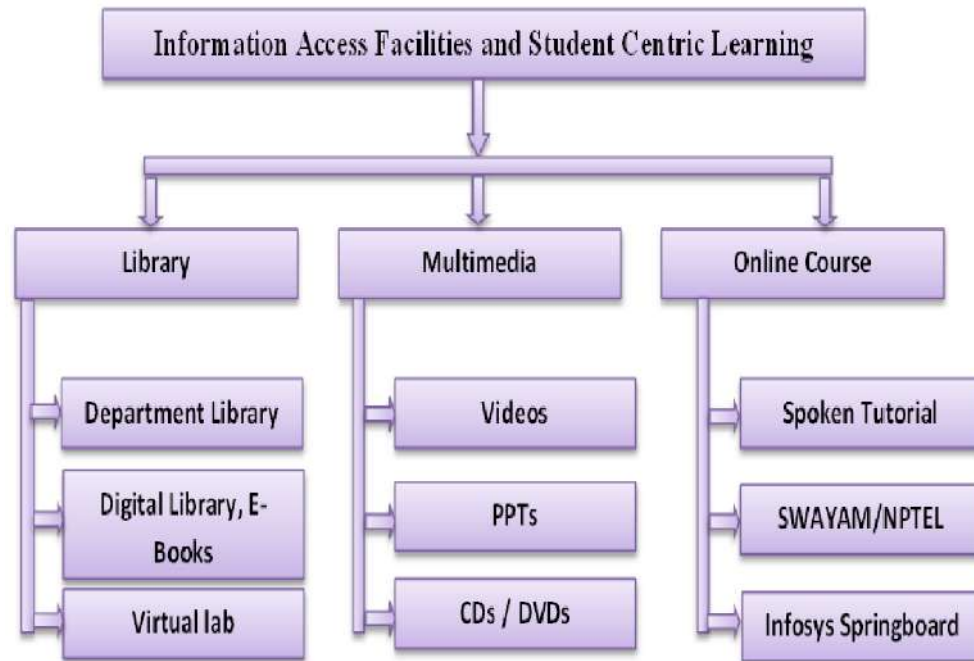 Information Access Facilities and Student Centric Learning
Library
Multimedia
Online Course
Department Library
Digital Library, E-
Books
Virtual lab
Videos
PPTs
CDs / DVDs
Spoken Tutorial
SWAYAM/NPTEL
Infosys Springboard